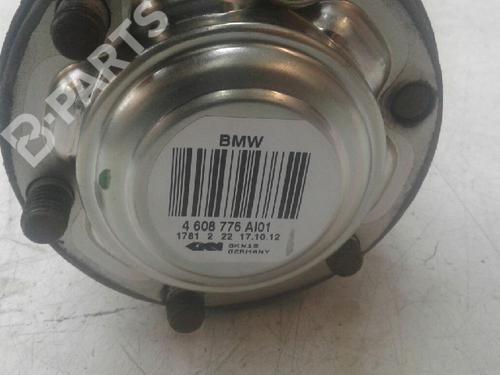 B-PARTS
BMW
4 608 776 AI01
1781 2 22 17.10.12
GKN
GERMANY